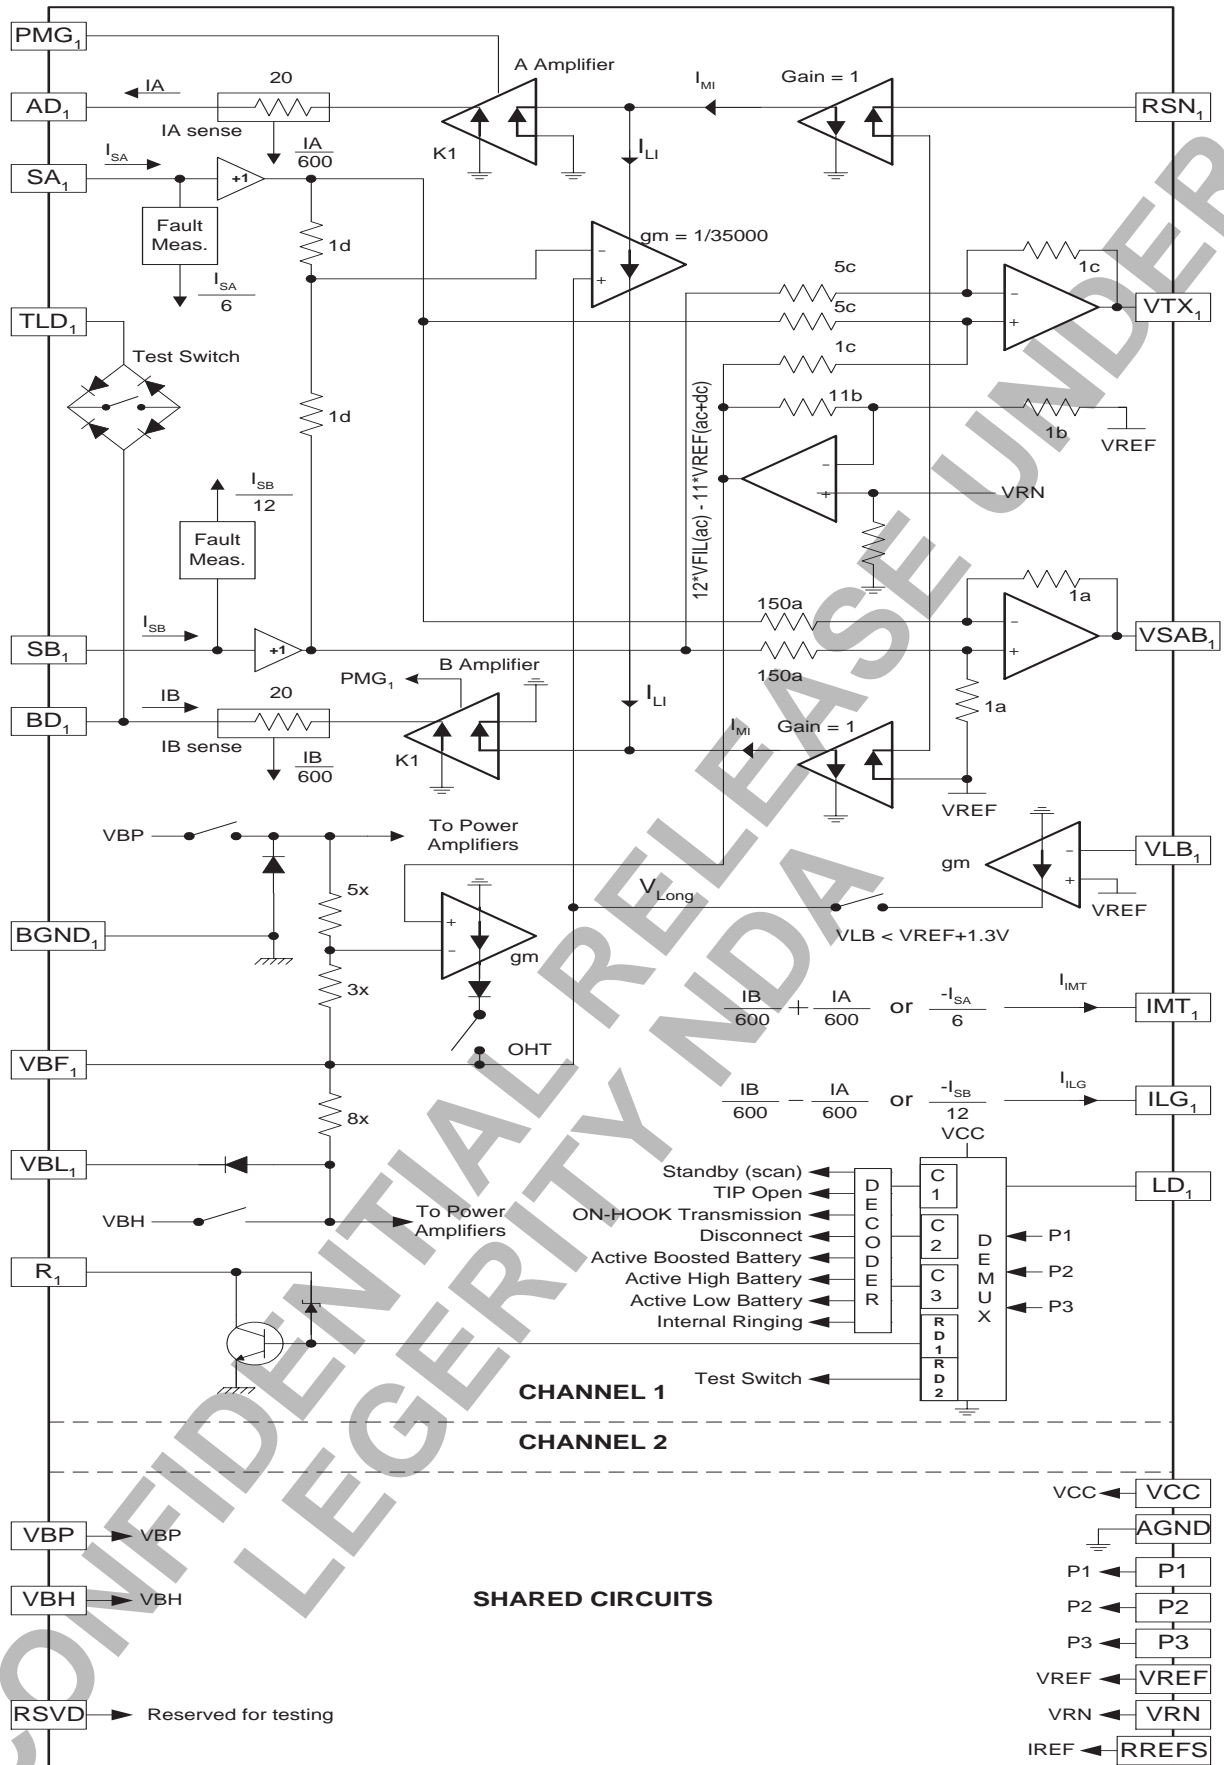 PMG1
A Amplifier
20
IMI
Gain = 1
IA
AD1
RSN1
IA sense
IA
600
K1
ISA
ILI
SA1
+1
Fault
Meas.
1d
gm = 1/35000
-
+
ISA
6
5c
1c
-
+
TLD1
5c
VTX1
Test Switch
1c
1d
11b
1b
VREF
12*VFIL(ac) - 11*VREF(ac+dc)
-
+
VRN
ISB
12
Fault
Meas.
1a
ISB
150a
-
+
SB1
+1
VSAB1
B Amplifier
150a
PMG1
IB
20
ILI
1a
BD1
IMI
Gain = 1
IB sense
IB
600
K1
VREF
VBP
To Power
Amplifiers
gm
-
+
VLB1
5x
VLong
VREF
BGND1
+
-
gm
VLB < VREF+1.3V
3x
IB
600
+
IA
600
or
-ISA
6
IIMT
IMT1
OHT
VBF1
IB
600
-
IA
600
or
-ISB
12
IILG
ILG1
8x
VCC
VBL1
Standby (scan)
TIP Open
ON-HOOK Transmission
Disconnect
Active Boosted Battery
Active High Battery
Active Low Battery
Internal Ringing
DECODER
C1
C2
C3
RD1
RD2
DEMUX
LD1
P1
P2
P3
VBH
To Power
Amplifiers
R1
Test Switch
CHANNEL 1
CHANNEL 2
VCC
VCC
AGND
VBP
VBP
P1
P1
VBH
VBH
SHARED CIRCUITS
P2
P2
P3
P3
VREF
VREF
RSVD
Reserved for testing
VRN
VRN
IREF
RREFS
CONFIDENTIAL RELEASE UNDER
LEGERITY NDA